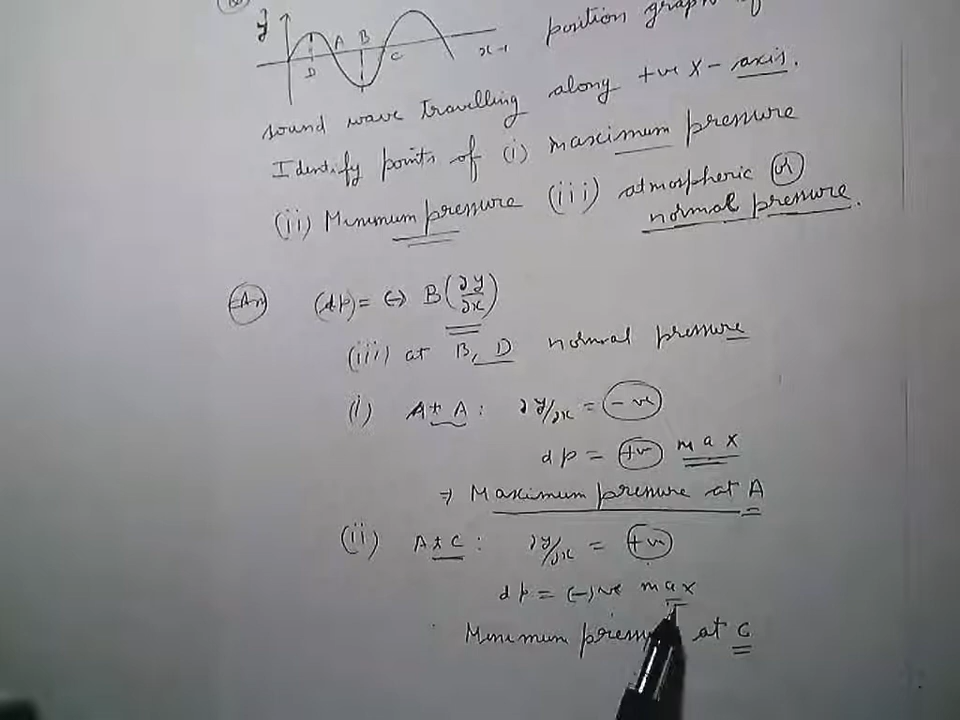 y
A B
D C x→
position graph of
sound wave travelling along +ve x-axis.
Identify points of (i) maximum pressure
(ii) Minimum pressure (iii) atmospheric or
normal pressure.
Ans (dp) = (-) B(∂y/∂x)
(iii) at B, D normal pressure
(i) At A: ∂y/∂x = -ve
dp = +ve max
⇒ Maximum pressure at A
(ii) At C: ∂y/∂x = +ve
dp = (-)ve max
Minimum at C